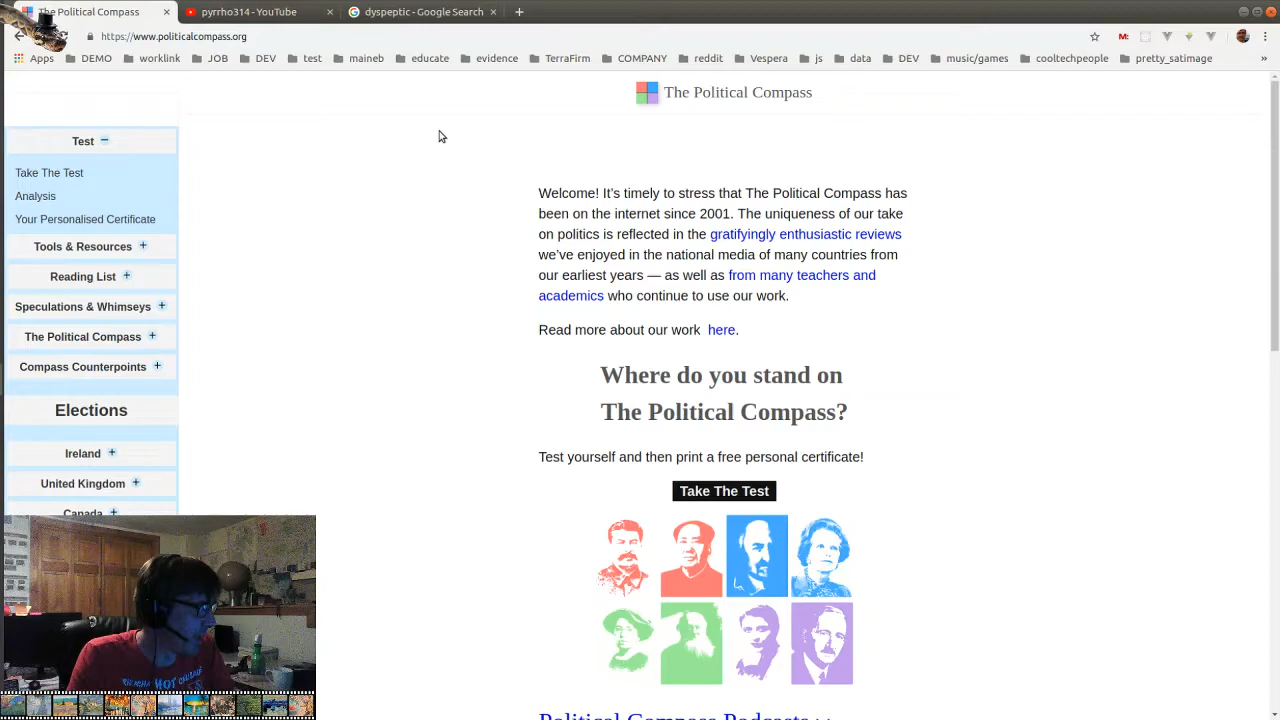 The Political Compass
pyrrho314 - YouTube
dyspeptic - Google Search
https://www.politicalcompass.org
Apps
DEMO
worklink
JOB
DEV
test
maineb
educate
evidence
TerraFirm
COMPANY
reddit
Vespera
js
data
DEV
music/games
cooltechpeople
pretty_satimage
The Political Compass
Test
Take The Test
Analysis
Your Personalised Certificate
Tools & Resources
Reading List
Speculations & Whimseys
The Political Compass
Compass Counterpoints
Elections
Ireland
United Kingdom
Canada
Welcome! It's timely to stress that The Political Compass has
been on the internet since 2001. The uniqueness of our take
on politics is reflected in the gratifyingly enthusiastic reviews
we've enjoyed in the national media of many countries from
our earliest years — as well as from many teachers and
academics who continue to use our work.
Read more about our work here.
Where do you stand on
The Political Compass?
Test yourself and then print a free personal certificate!
Take The Test
Political Compass Podcasts